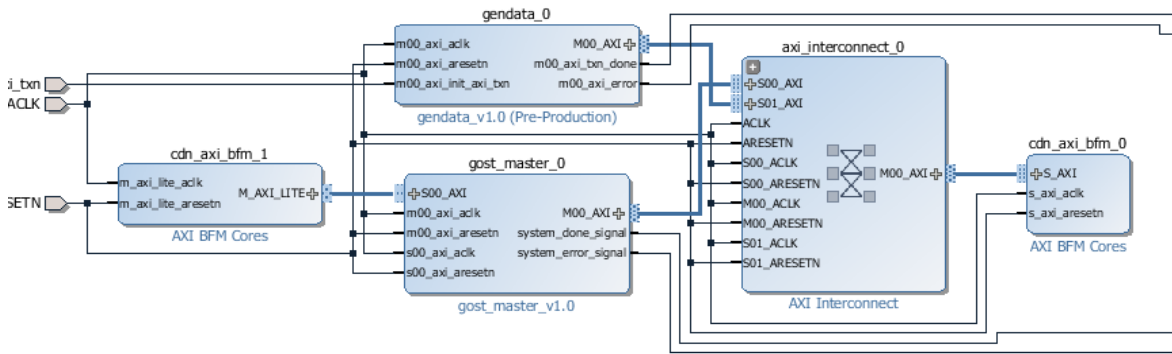 gendata_0
m00_axi_aclk
M00_AXI
m00_axi_aresetn
m00_axi_txn_done
m00_axi_init_axi_txn
m00_axi_error
gendata_v1.0 (Pre-Production)
xi_txn
ACLK
SETN
cdn_axi_bfm_1
m_axi_lite_aclk
M_AXI_LITE
m_axi_lite_aresetn
AXI BFM Cores
gost_master_0
S00_AXI
m00_axi_aclk
M00_AXI
m00_axi_aresetn
system_done_signal
s00_axi_aclk
system_error_signal
s00_axi_aresetn
gost_master_v1.0
axi_interconnect_0
S00_AXI
S01_AXI
ACLK
ARESETN
S00_ACLK
S00_ARESETN
M00_AXI
M00_ACLK
M00_ARESETN
S01_ACLK
S01_ARESETN
AXI Interconnect
cdn_axi_bfm_0
S_AXI
s_axi_aclk
s_axi_aresetn
AXI BFM Cores